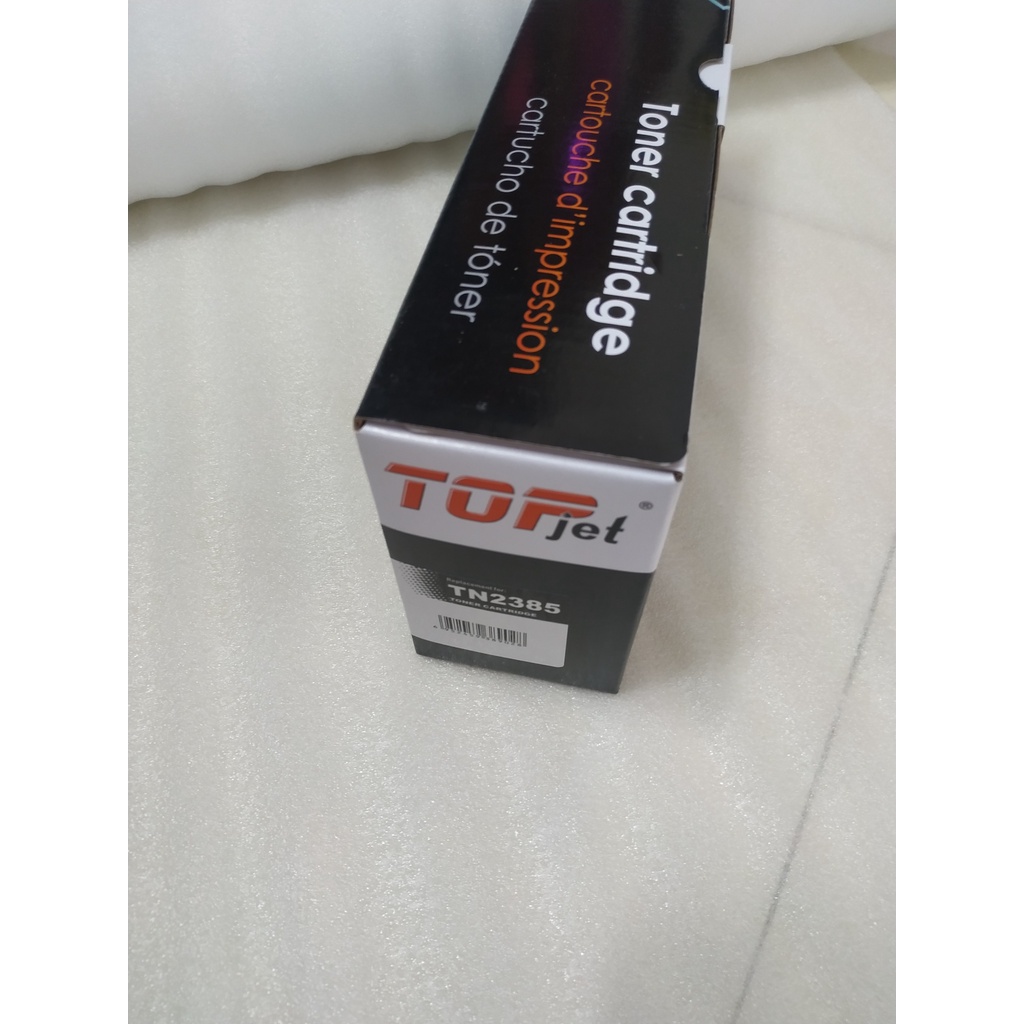 Toner cartridge
cartouche d'impression
cartucho de tóner
TOPjet ®
Replacement for
TN2385
TONER CARTRIDGE